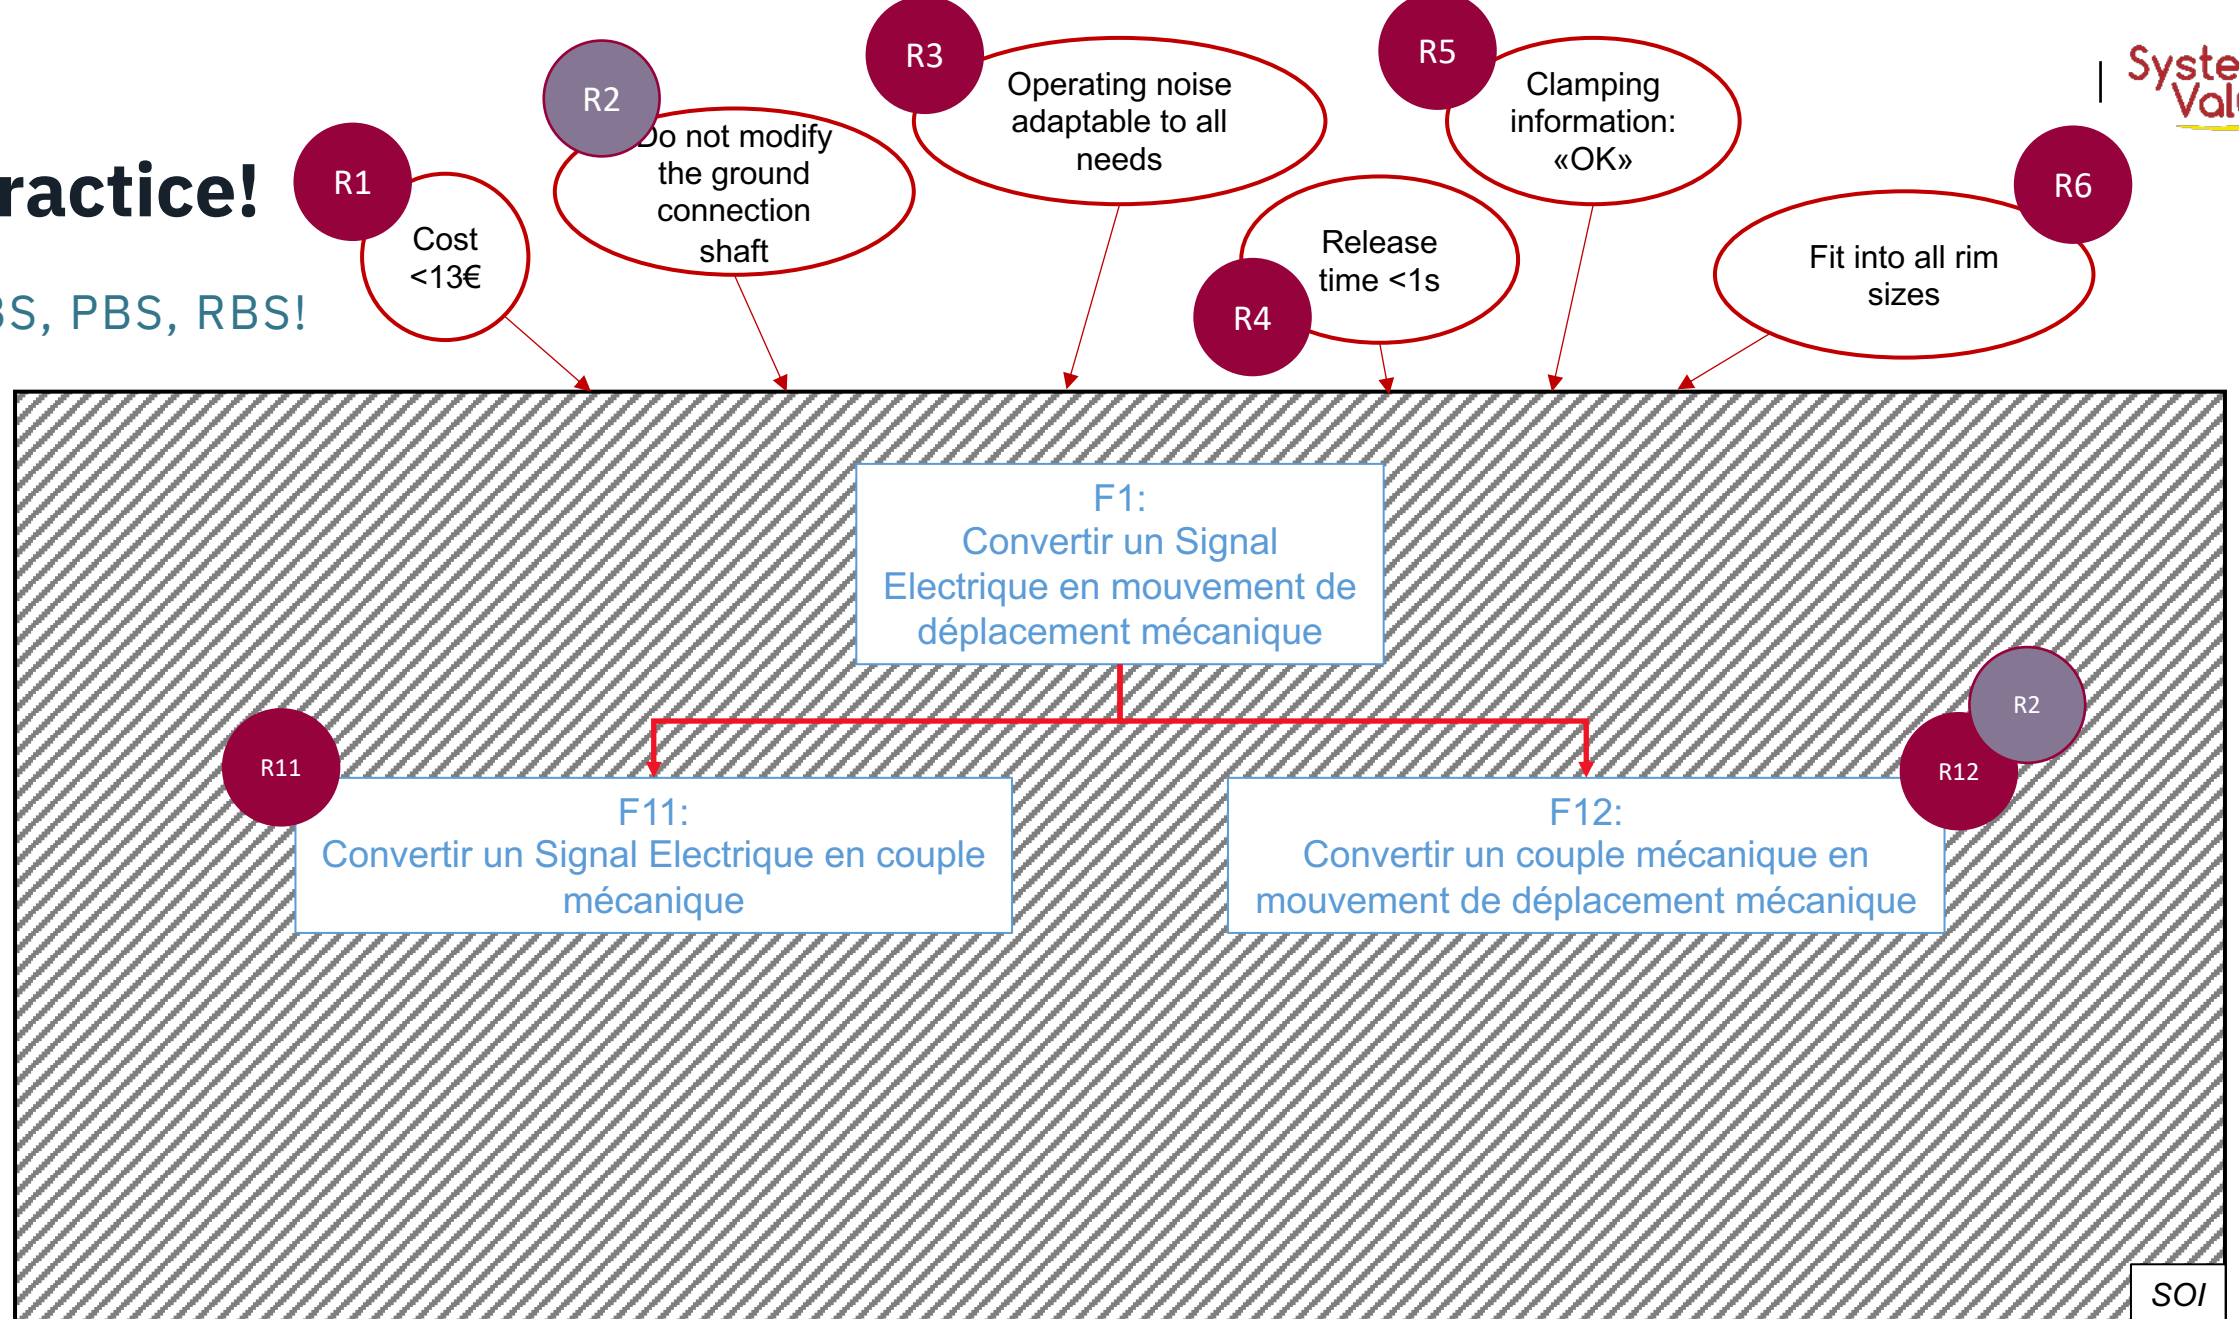 R3
R5
Syste
Valu
R2
Operating noise
adaptable to all
needs
Clamping
information:
«OK»
ractice!
R1
Do not modify
the ground
connection
shaft
R6
Cost
<13€
Release
time <1s
Fit into all rim
sizes
BS, PBS, RBS!
R4
F1:
Convertir un Signal
Electrique en mouvement de
déplacement mécanique
R2
R11
R12
F11:
Convertir un Signal Electrique en couple
mécanique
F12:
Convertir un couple mécanique en
mouvement de déplacement mécanique
SOI